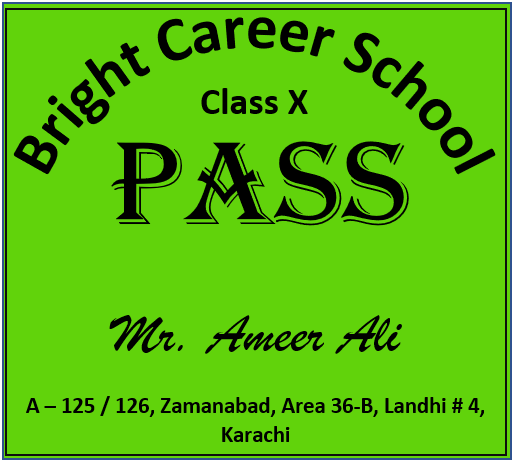 Bright Career School
Class X
PASS
Mr. Ameer Ali
A – 125 / 126, Zamanabad, Area 36-B, Landhi # 4,
Karachi